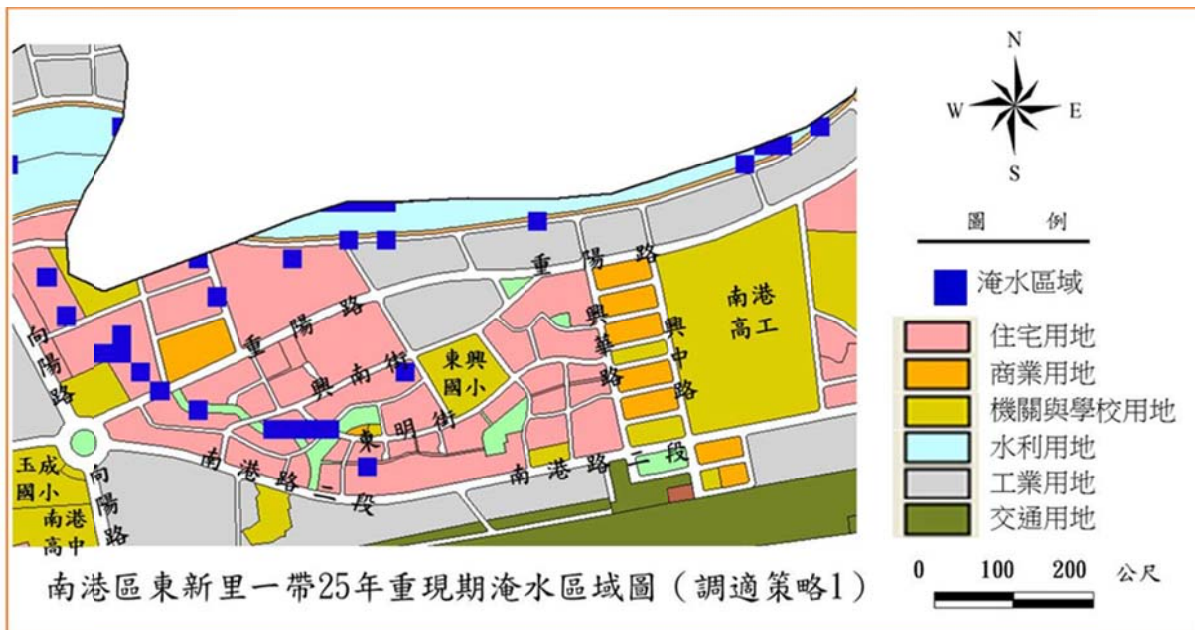 N
W E
S
圖 例
淹水區域
住宅用地
商業用地
機關與學校用地
水利用地
工業用地
交通用地
0 100 200 公尺
重陽路
南港
高工
向陽路
重陽路
興華路
興中路
興南街
東興
國小
東明街
南港路二段
南港路二段
玉成
國小
南港
高中
向陽路
南港區東新里一帶25年重現期淹水區域圖（調適策略1）